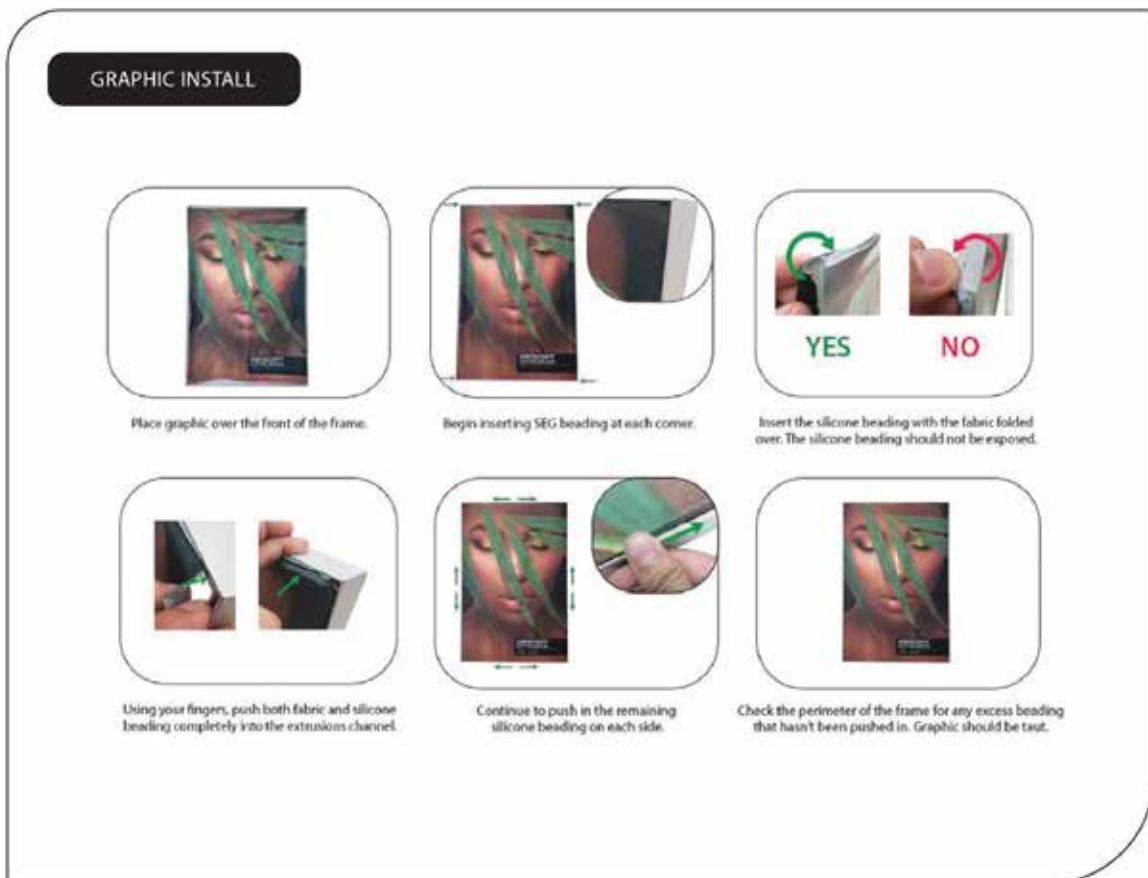 GRAPHIC INSTALL
Place graphic over the front of the frame.
Begin inserting SEG beading at each corner.
YES
NO
Insert the silicone beading with the fabric folded
over. The silicone beading should not be exposed.
Using your fingers, push both fabric and silicone
beading completely into the extrusions channel.
Continue to push in the remaining
silicone beading on each side.
Check the perimeter of the frame for any excess beading
that hasn't been pushed in. Graphic should be taut.